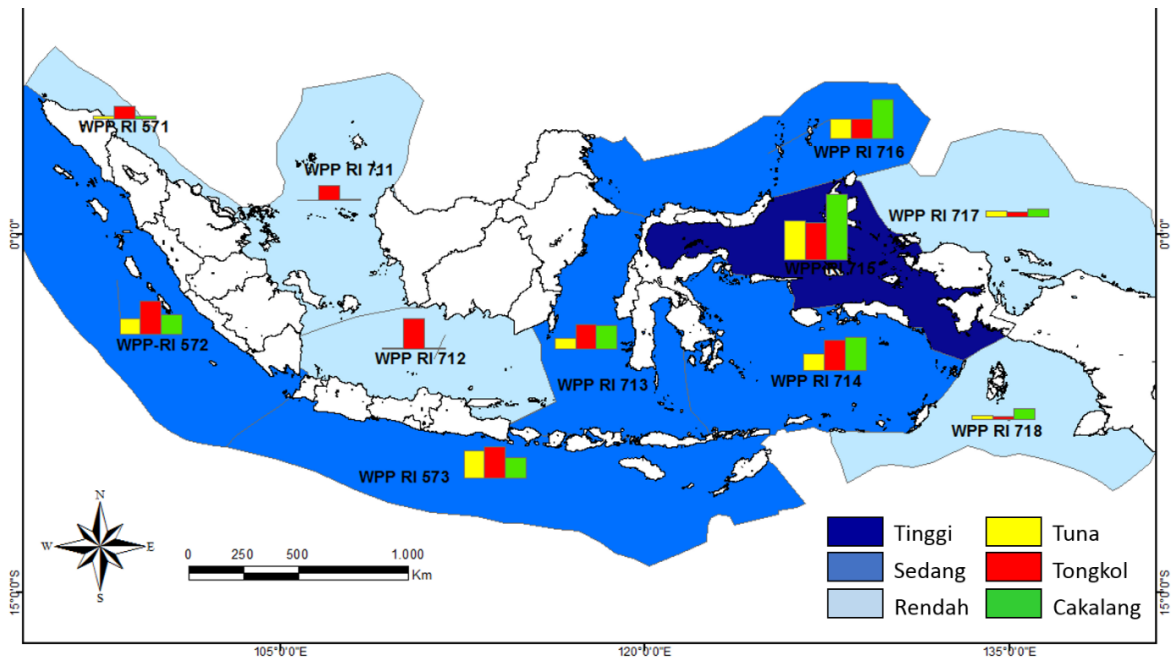 WPP RI 571
WPP RI 711
WPP RI 716
WPP RI 717
0°0'0"
0°0'0"
WPP-RI 715
WPP-RI 572
WPP RI 712
WPP RI 713
WPP RI 714
WPP RI 718
WPP RI 573
N
W E
S
0 250 500 1.000
Km
Tinggi Tuna
Sedang Tongkol
Rendah Cakalang
15°0'0"S
15°0'0"S
105°0'0"E 120°0'0"E 135°0'0"E